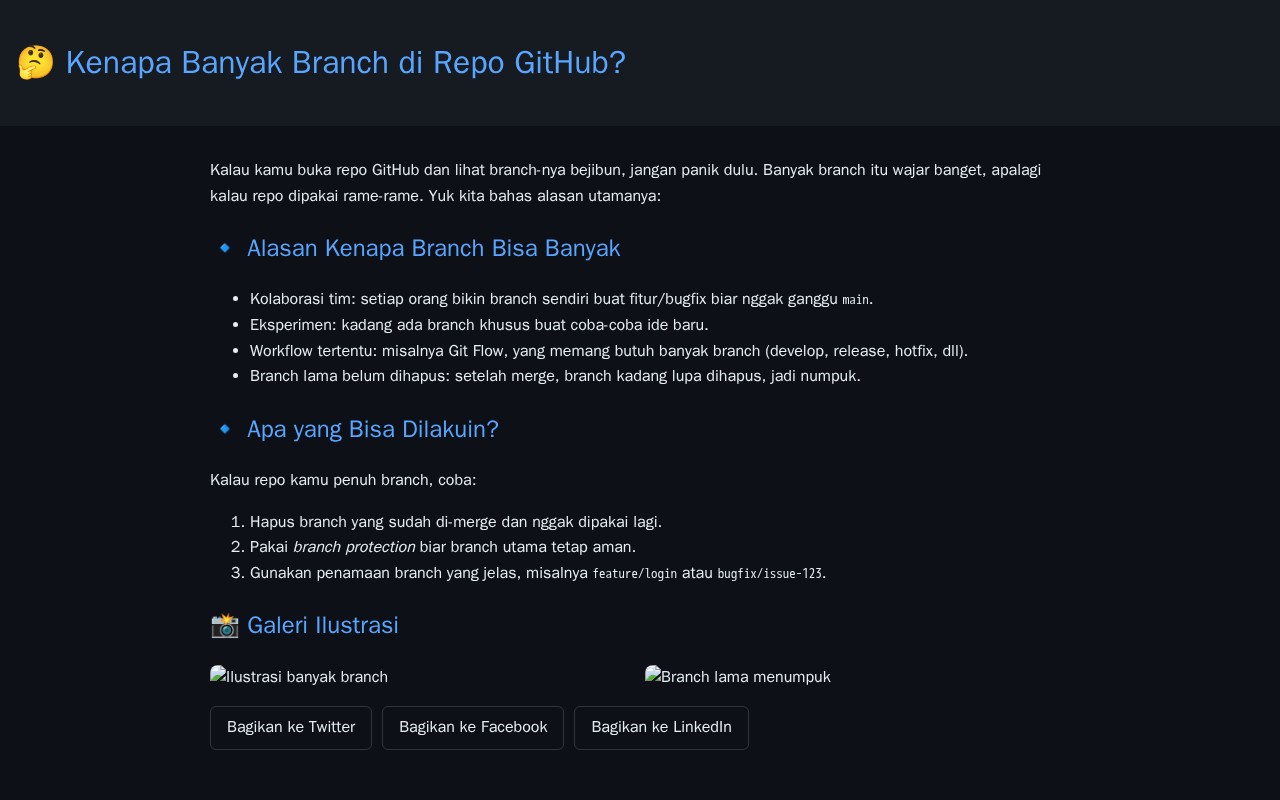 🤔 Kenapa Banyak Branch di Repo GitHub?
Kalau kamu buka repo GitHub dan lihat branch-nya bejibun, jangan panik dulu. Banyak branch itu wajar banget, apalagi
kalau repo dipakai rame-rame. Yuk kita bahas alasan utamanya:
🔹 Alasan Kenapa Branch Bisa Banyak
• Kolaborasi tim: setiap orang bikin branch sendiri buat fitur/bugfix biar nggak ganggu main.
• Eksperimen: kadang ada branch khusus buat coba-coba ide baru.
• Workflow tertentu: misalnya Git Flow, yang memang butuh banyak branch (develop, release, hotfix, dll).
• Branch lama belum dihapus: setelah merge, branch kadang lupa dihapus, jadi numpuk.
🔹 Apa yang Bisa Dilakuin?
Kalau repo kamu penuh branch, coba:
1. Hapus branch yang sudah di-merge dan nggak dipakai lagi.
2. Pakai branch protection biar branch utama tetap aman.
3. Gunakan penamaan branch yang jelas, misalnya feature/login atau bugfix/issue-123.
📸 Galeri Ilustrasi
Ilustrasi banyak branch
Branch lama menumpuk
Bagikan ke Twitter
Bagikan ke Facebook
Bagikan ke LinkedIn